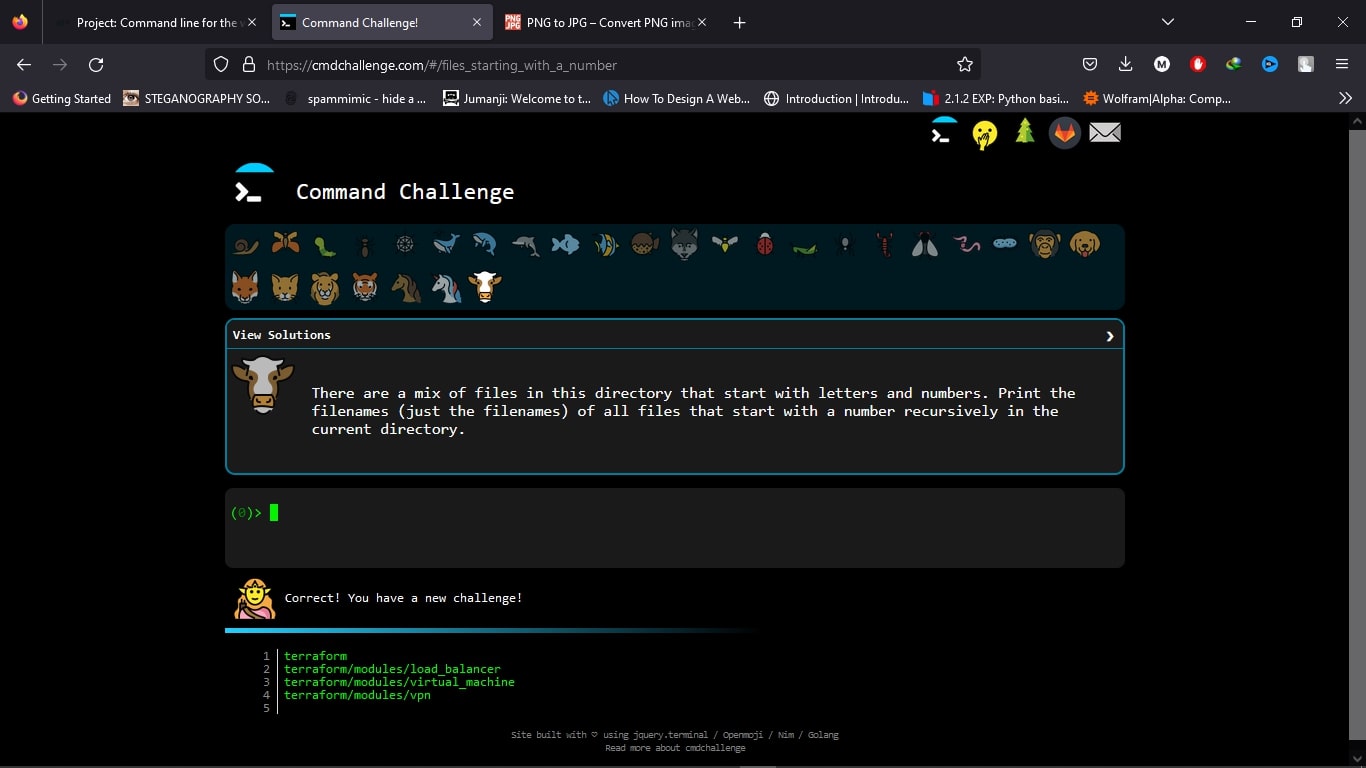 Project: Command line for the v
Command Challenge!
PNG to JPG – Convert PNG imag
https://cmdchallenge.com/#/files_starting_with_a_number
Getting Started
STEGANOGRAPHY SO...
spammimic - hide a ...
Jumanji: Welcome to t...
How To Design A Web...
Introduction | Introdu...
2.1.2 EXP: Python basi...
Wolfram|Alpha: Comp...
Command Challenge
View Solutions
There are a mix of files in this directory that start with letters and numbers. Print the
filenames (just the filenames) of all files that start with a number recursively in the
current directory.
(0)>
Correct! You have a new challenge!
1 terraform
2 terraform/modules/load_balancer
3 terraform/modules/virtual_machine
4 terraform/modules/vpn
5
Site built with ♡ using jquery.terminal / Openmoji / Nim / Golang
Read more about cmdchallenge